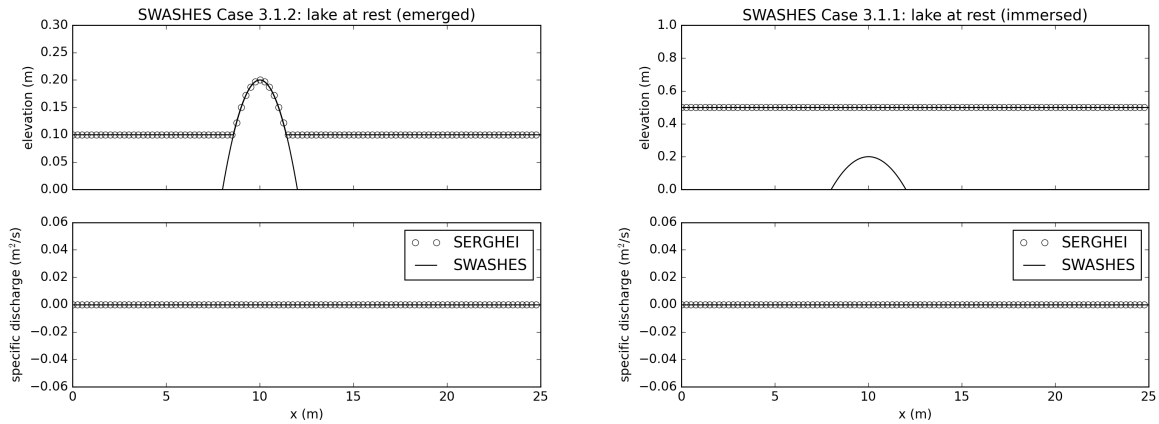 SWASHES Case 3.1.2: lake at rest (emerged)
0.30
0.25
0.20
0.15
0.10
0.05
0.00
elevation (m)
0.06
0.04
0.02
0.00
−0.02
−0.04
−0.06
specific discharge (m²/s)
SERGHEI
SWASHES
0 5 10 15 20 25
x (m)
SWASHES Case 3.1.1: lake at rest (immersed)
1.0
0.8
0.6
0.4
0.2
0.0
elevation (m)
0.06
0.04
0.02
0.00
−0.02
−0.04
−0.06
specific discharge (m²/s)
SERGHEI
SWASHES
0 5 10 15 20 25
x (m)